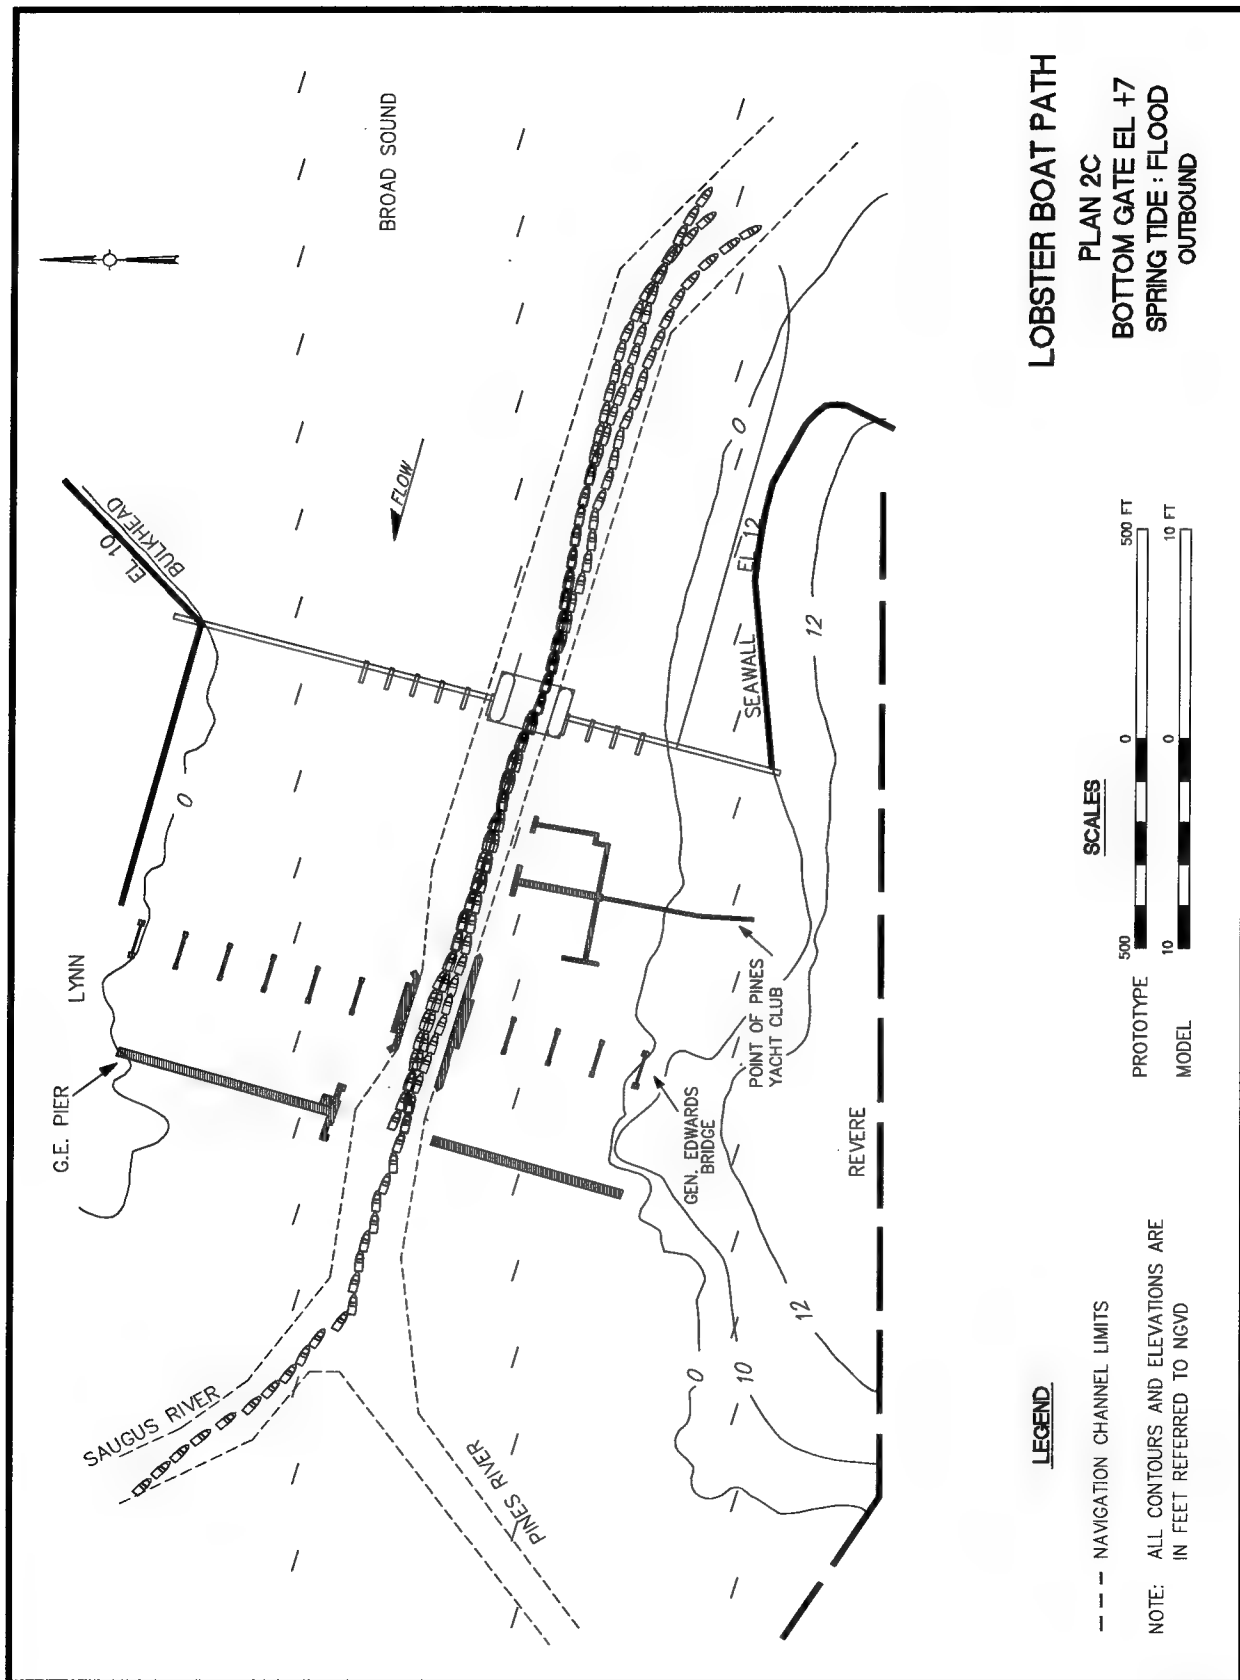 BROAD SOUND
FLOW
EL 10
BULKHEAD
LYNN
G.E. PIER
0
SAUGUS RIVER
PINES RIVER
0
EL 12
SEAWALL
12
POINT OF PINES
YACHT CLUB
GEN. EDWARDS
BRIDGE
REVERE
0
10
12
LOBSTER BOAT PATH
PLAN 2C
BOTTOM GATE EL +7
SPRING TIDE : FLOOD
OUTBOUND
SCALES
PROTOTYPE 500 0 500 FT
MODEL 10 0 10 FT
LEGEND
--- NAVIGATION CHANNEL LIMITS
NOTE: ALL CONTOURS AND ELEVATIONS ARE
IN FEET REFERRED TO NGVD